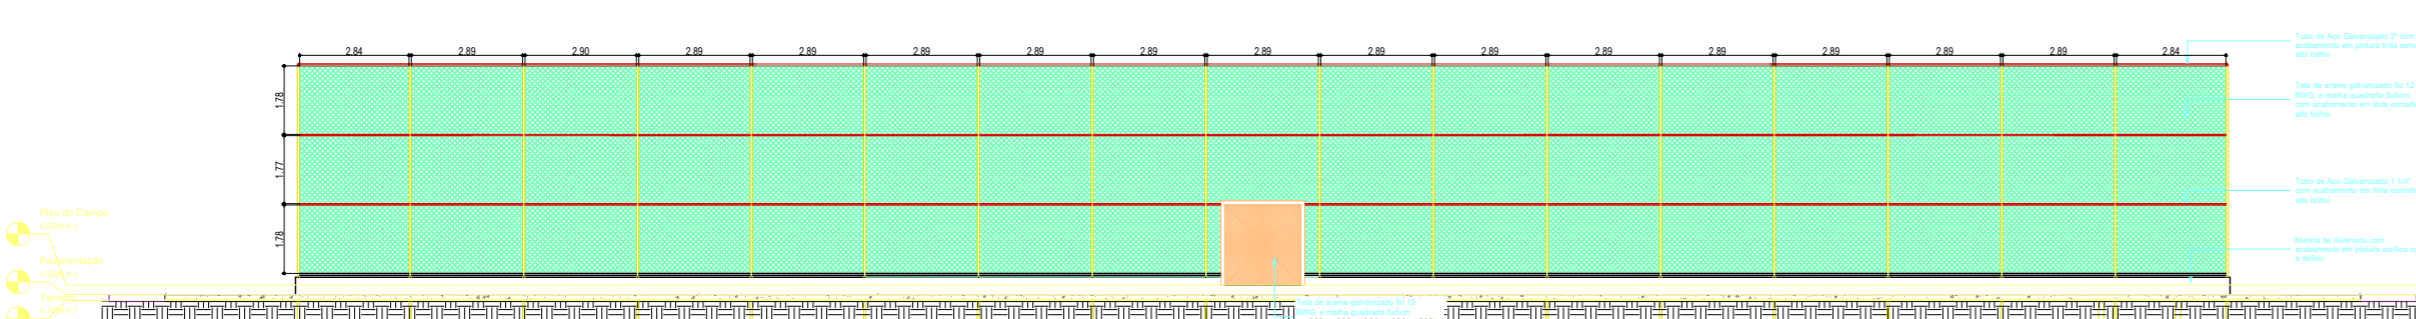 2.84 2.89 2.90 2.89 2.89 2.89 2.89 2.89 2.89 2.89 2.89 2.89 2.89 2.89 2.89 2.89 2.84
1.78
1.77
1.78
Tubo de Aço Galvanizado 2" com
acabamento em pintura tinta esm
alto brilho
Tela de arame galvanizado fio 12
BWG, e malha quadrada 5x5cm,
com acabamento em tinta esmalt
alto brilho
Tubo de Aço Galvanizado 1 1/4"
com acabamento em tinta esmalt
alto brilho
Mureta de Alvenaria com
acabamento em pintura acrílica
a definir
Piso do Campo
Pavimentação
Terreno
Tela de arame galvanizado fio 12
BWG, e malha quadrada 5x5cm